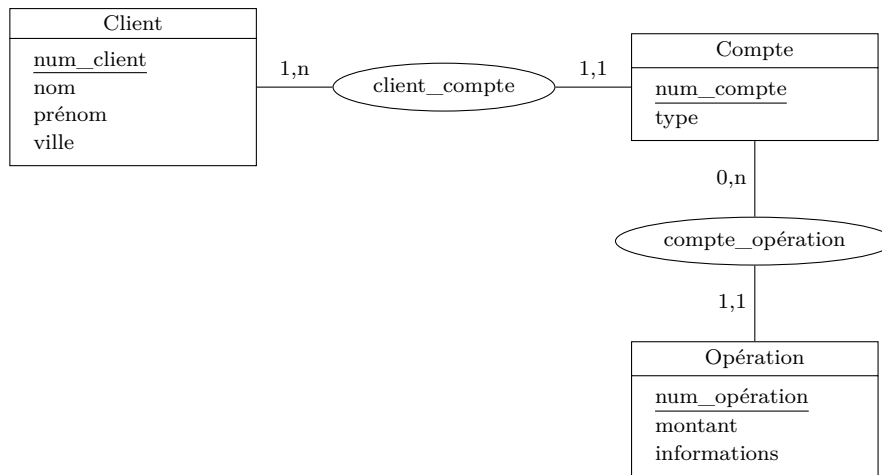 Client
num_client
nom
prénom
ville
1,n
client_compte
1,1
Compte
num_compte
type
0,n
compte_opération
1,1
Opération
num_opération
montant
informations